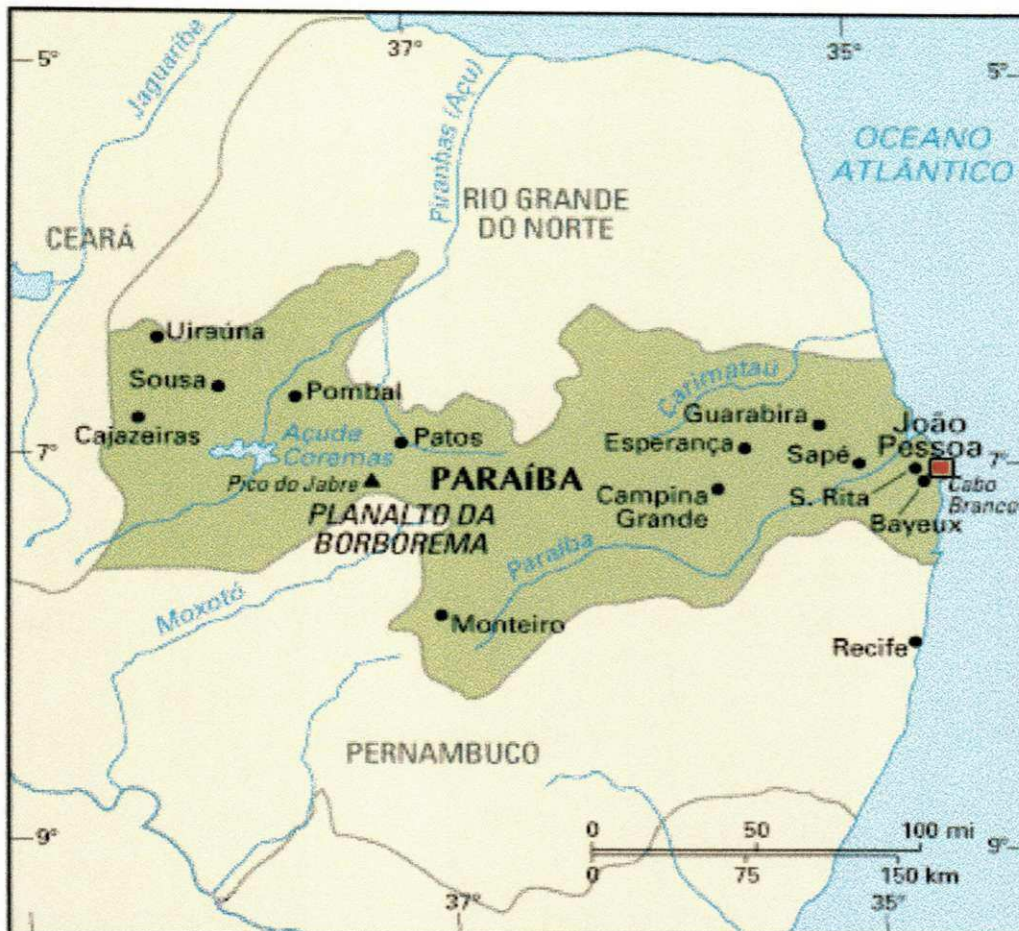 37°
35°
5°
5°
Jaguaribe
Piranhas (Açu)
OCEANO
ATLÂNTICO
RIO GRANDE
DO NORTE
CEARÁ
Uiraúna
Sousa
Pombal
Carimatau
Guarabira
João
Pessoa
Cajazeiras
Açude
Coremas
Patos
Esperança
Sapé
7°
7°
Pico do Jabre
PARAÍBA
Campina
Grande
S. Rita
Cabo
Branco
Bayeux
PLANALTO DA
BORBOREMA
Paraíba
Moxotó
Monteiro
Recife
PERNAMBUCO
0 50 100 mi
0 75 150 km
9°
9°
37°
35°